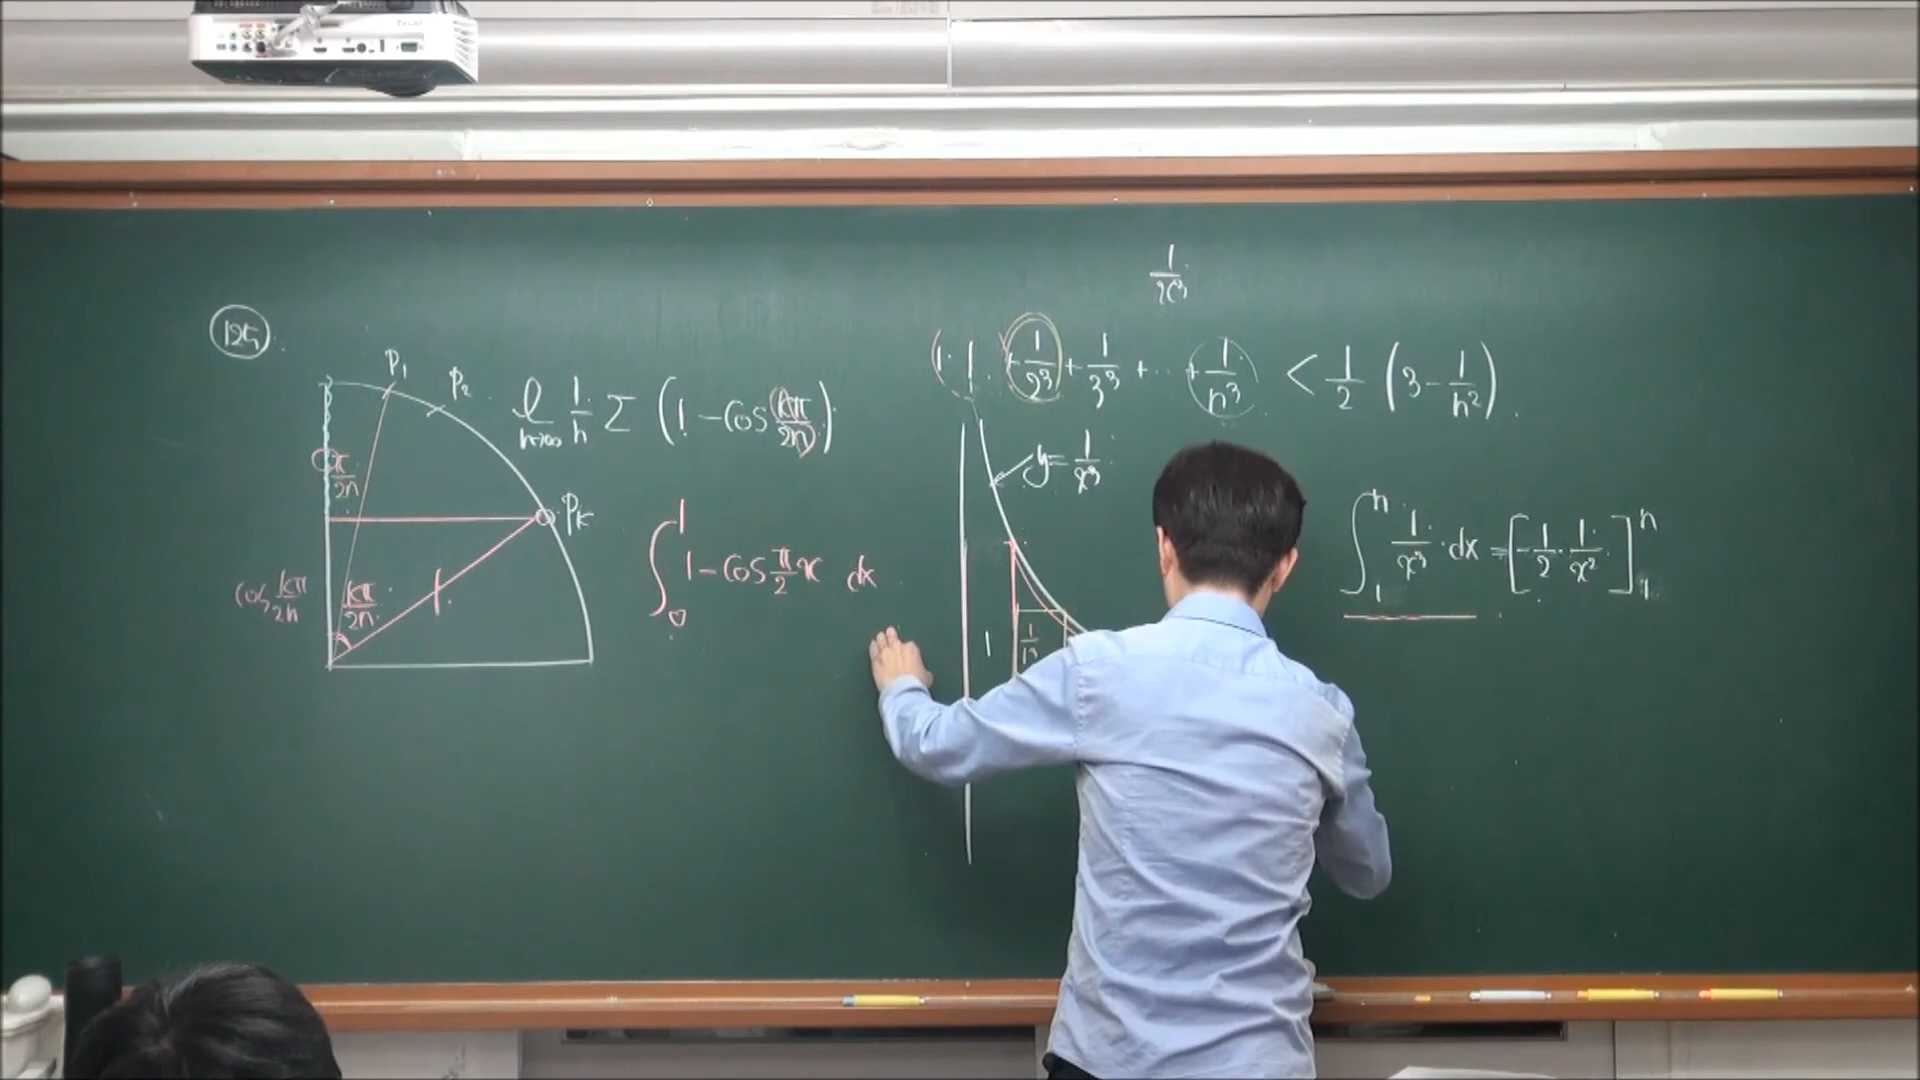 125
P₁
P₂
lim n→∞ 1/n Σ (1 - cos kπ/2n)
π/2n
Pₖ
cos kπ/2n
kπ/2n
1
∫₀¹ 1 - cos π/2 x dx
1/x³
1 + 1/2³ + 1/3³ + ... + 1/n³ < 1/2 (3 - 1/n²)
y = 1/x³
1
∫₁ⁿ 1/x³ · dx = [-1/2 · 1/x²]₁ⁿ